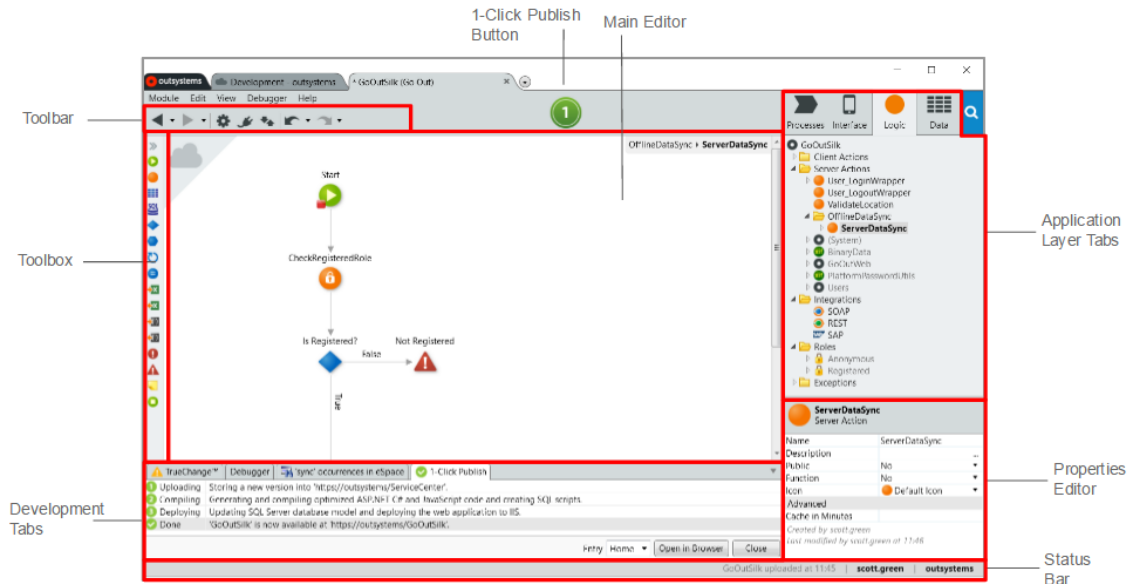 1-Click Publish
Button
Main Editor
outsystems
Development - outsystems
GoOutSilk (Go Out)
Module Edit View Debugger Help
Toolbar
1
Processes Interface Logic Data
OfflineDataSync ▸ ServerDataSync
Start
CheckRegisteredRole
Is Registered?
Not Registered
False
True
Toolbox
GoOutSilk
Client Actions
Server Actions
User_LoginWrapper
User_LogoutWrapper
ValidateLocation
OfflineDataSync
ServerDataSync
(System)
BinaryData
GoOutWeb
PlatformPasswordUtils
Users
Integrations
SOAP
REST
SAP
Roles
Anonymous
Registered
Exceptions
Application
Layer Tabs
ServerDataSync
Server Action
Name ServerDataSync
Description ...
Public No
Function No
Icon Default Icon
Advanced
Cache in Minutes
Created by scott.green
Last modified by scott.green at 11:46
Properties
Editor
TrueChange™ Debugger 'sync' occurrences in eSpace 1-Click Publish
1 Uploading Storing a new version into 'https://outsystems/ServiceCenter'.
2 Compiling Generating and compiling optimized ASP.NET C# and JavaScript code and creating SQL scripts.
3 Deploying Updating SQL Server database model and deploying the web application to IIS.
Done 'GoOutSilk' is now available at 'https://outsystems/GoOutSilk'.
Development
Tabs
Entry Home Open in Browser Close
GoOutSilk uploaded at 11:45 | scott.green | outsystems
Status
Bar